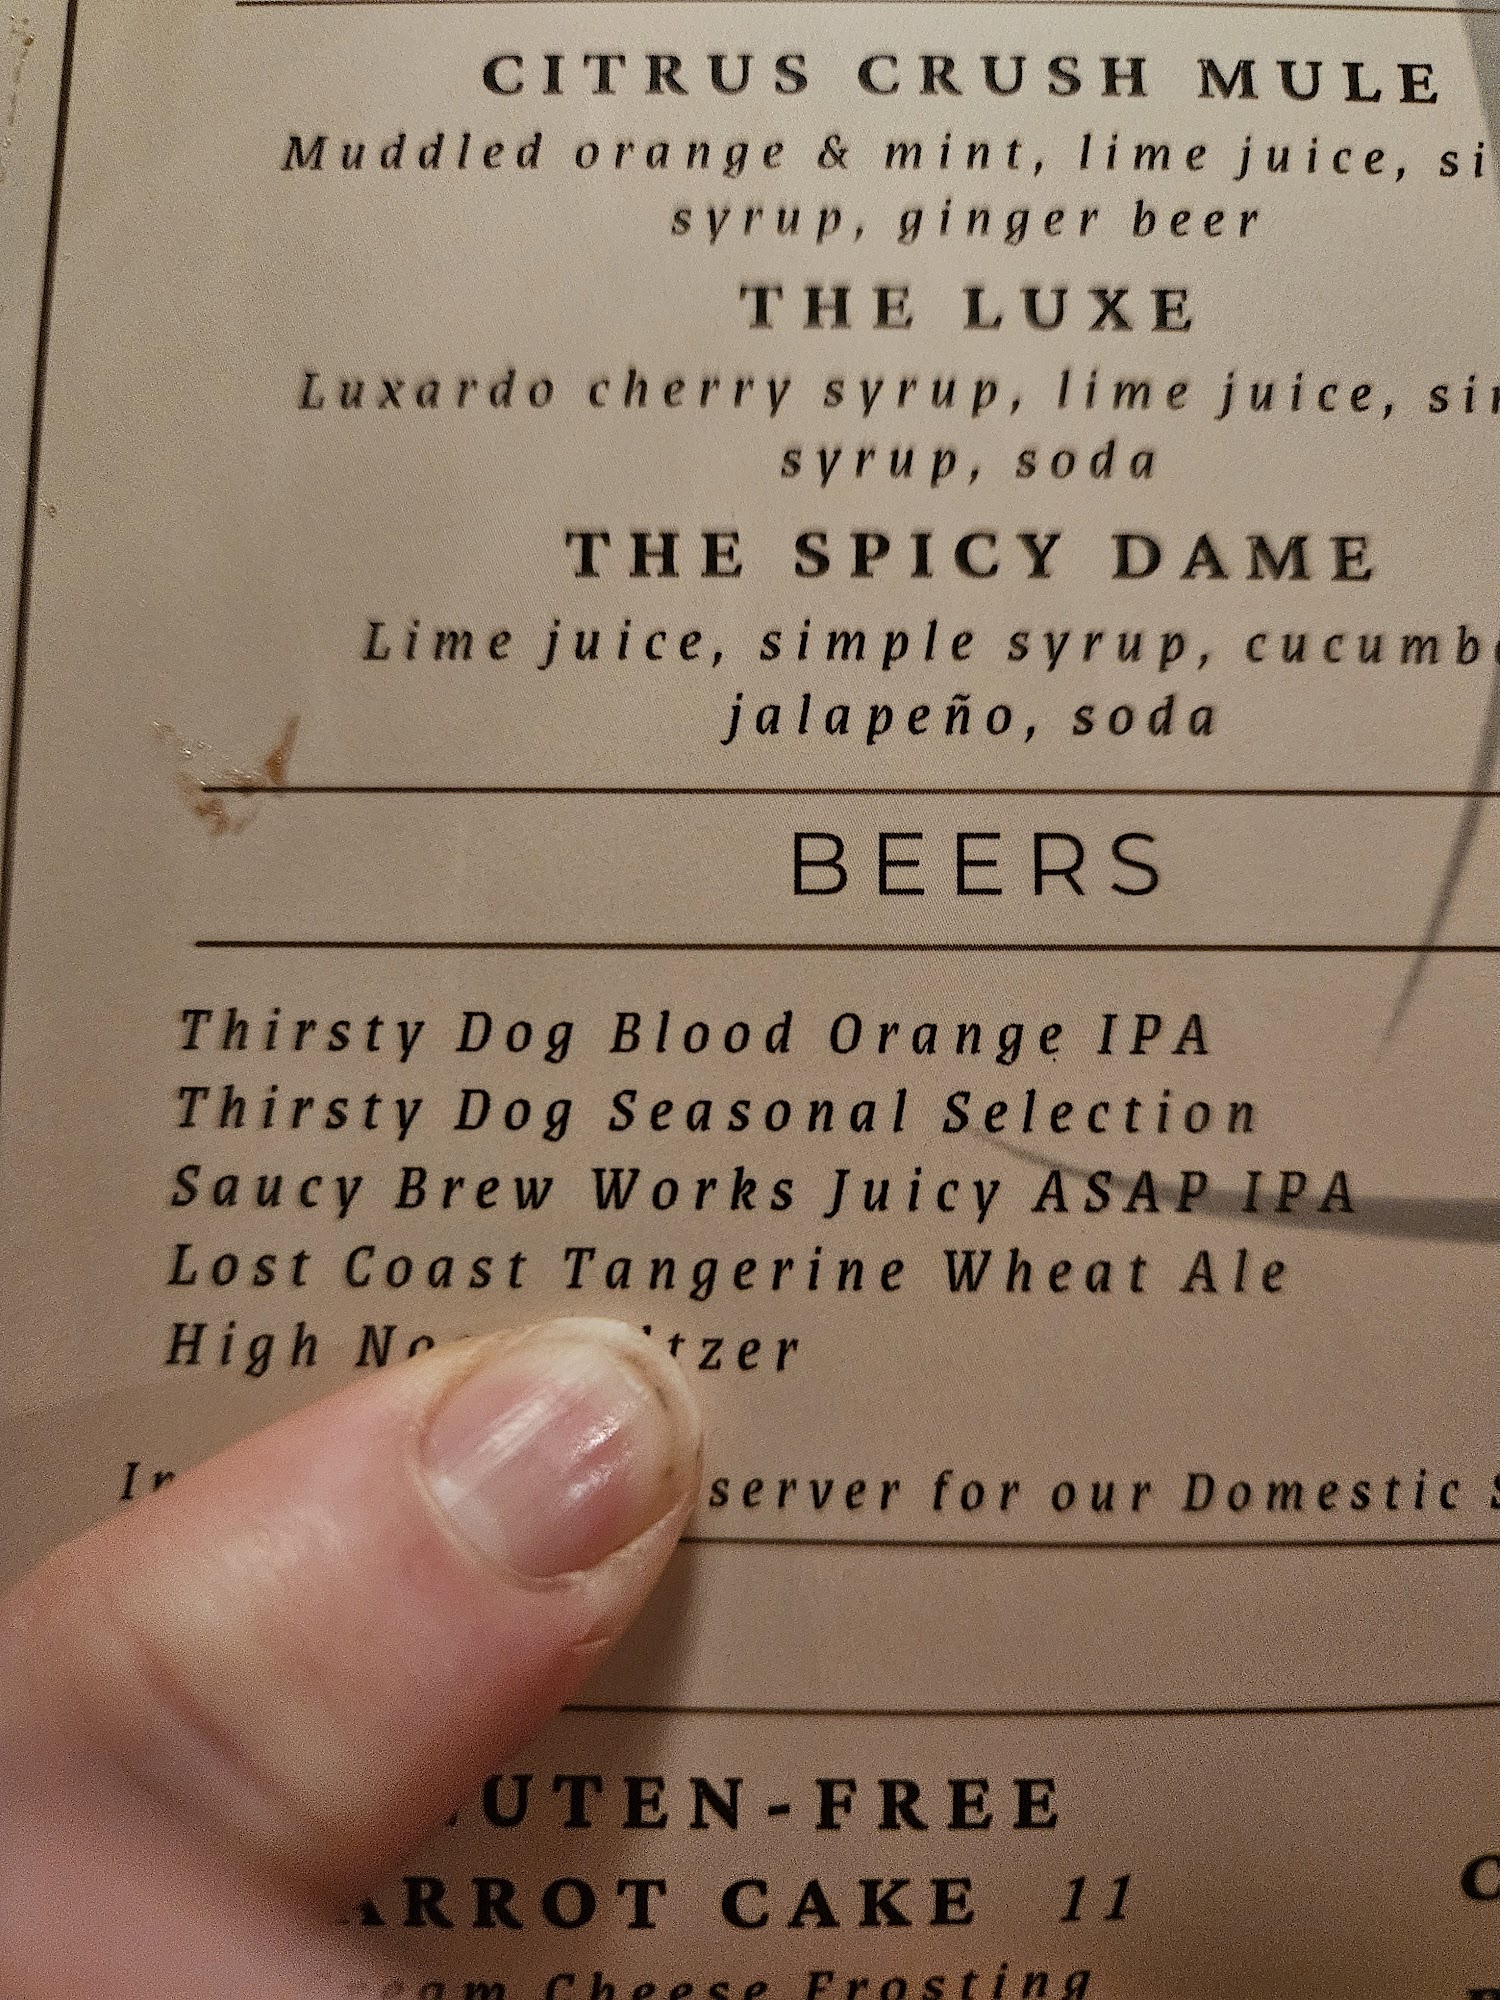 CITRUS CRUSH MULE
Muddled orange & mint, lime juice,
syrup, ginger beer
THE LUXE
Luxardo cherry syrup, lime juice,
syrup, soda
THE SPICY DAME
Lime juice, simple syrup,
jalapeño, soda
BEERS
Thirsty Dog Blood Orange IPA
Thirsty Dog Seasonal Selection
Saucy Brew Works Juicy ASAP IPA
Lost Coast Tangerine Wheat Ale
High
server for our Domestic
CAKE 11
Cheese Frosting